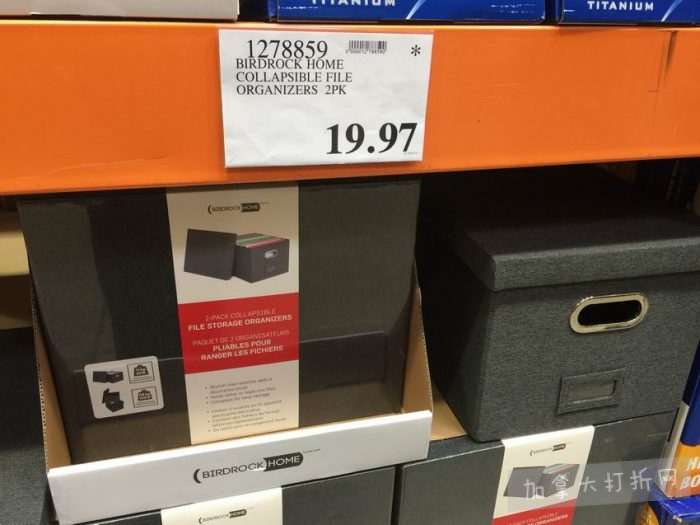 TITANIUM
TITANIUM
1278859
*
BIRDROCK HOME
COLLAPSIBLE FILE
ORGANIZERS 2PK
19.97
BIRDROCK HOME
2-PACK COLLAPSIBLE
FILE STORAGE ORGANIZERS
PAQUET DE 2 ORGANISATEURS
PLIABLES POUR
RANGER LES FICHIERS
BIRDROCK HOME
BIRDROCK HOME
BIRDROCK HOME
加拿大打折网